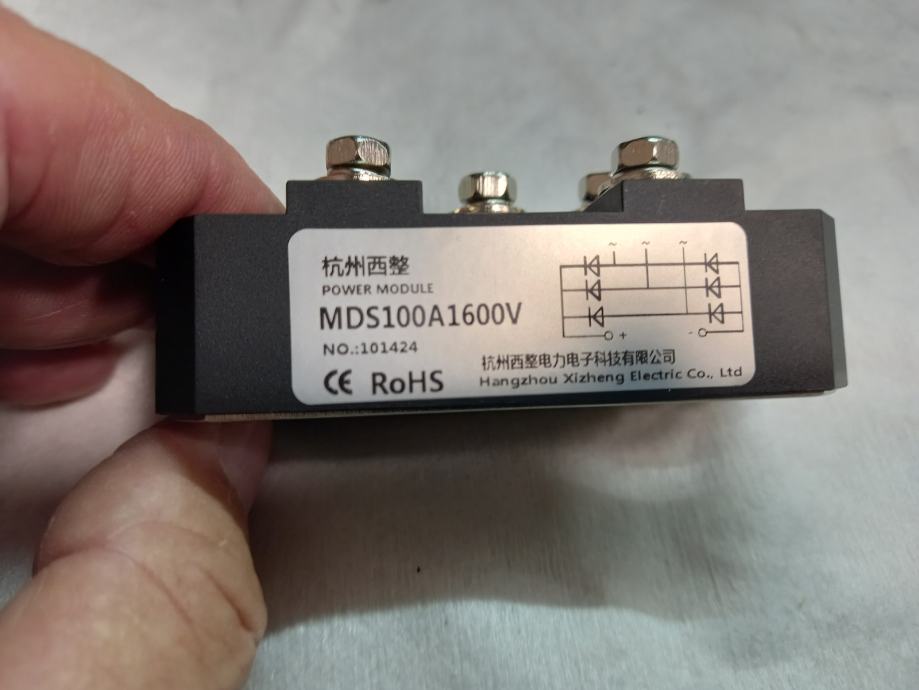 杭州西整
POWER MODULE
MDS100A1600V
NO.:101424
CE RoHS
~ ~ ~
+ -
杭州西整电力电子科技有限公司
Hangzhou Xizheng Electric Co., Ltd